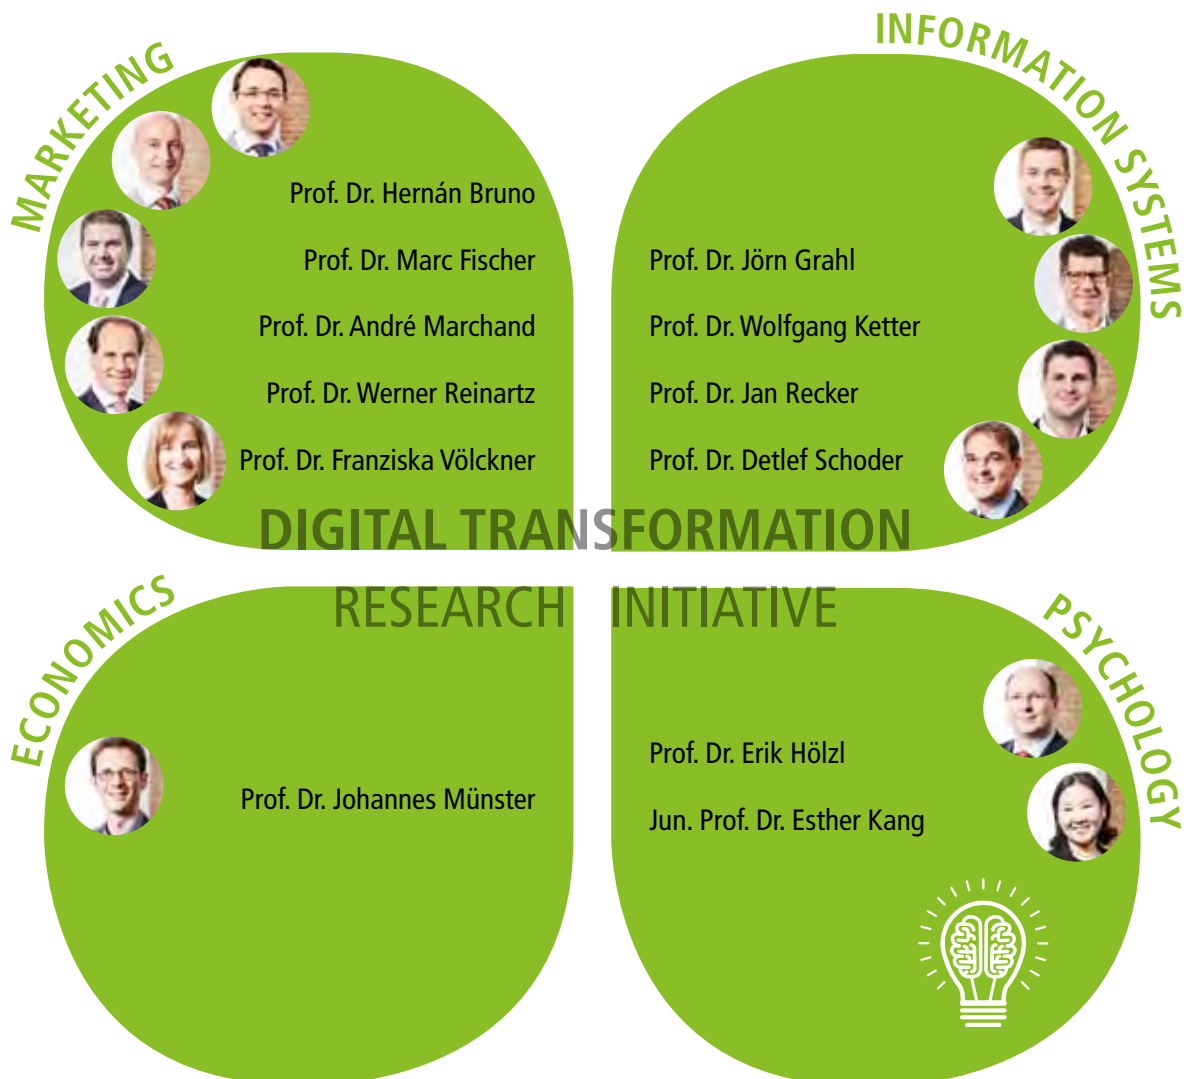 MARKETING
Prof. Dr. Hernán Bruno
Prof. Dr. Marc Fischer
Prof. Dr. André Marchand
Prof. Dr. Werner Reinartz
Prof. Dr. Franziska Völckner
INFORMATION SYSTEMS
Prof. Dr. Jörn Grahl
Prof. Dr. Wolfgang Ketter
Prof. Dr. Jan Recker
Prof. Dr. Detlef Schoder
DIGITAL TRANSFORMATION
RESEARCH INITIATIVE
ECONOMICS
Prof. Dr. Johannes Münster
PSYCHOLOGY
Prof. Dr. Erik Hölzl
Jun. Prof. Dr. Esther Kang